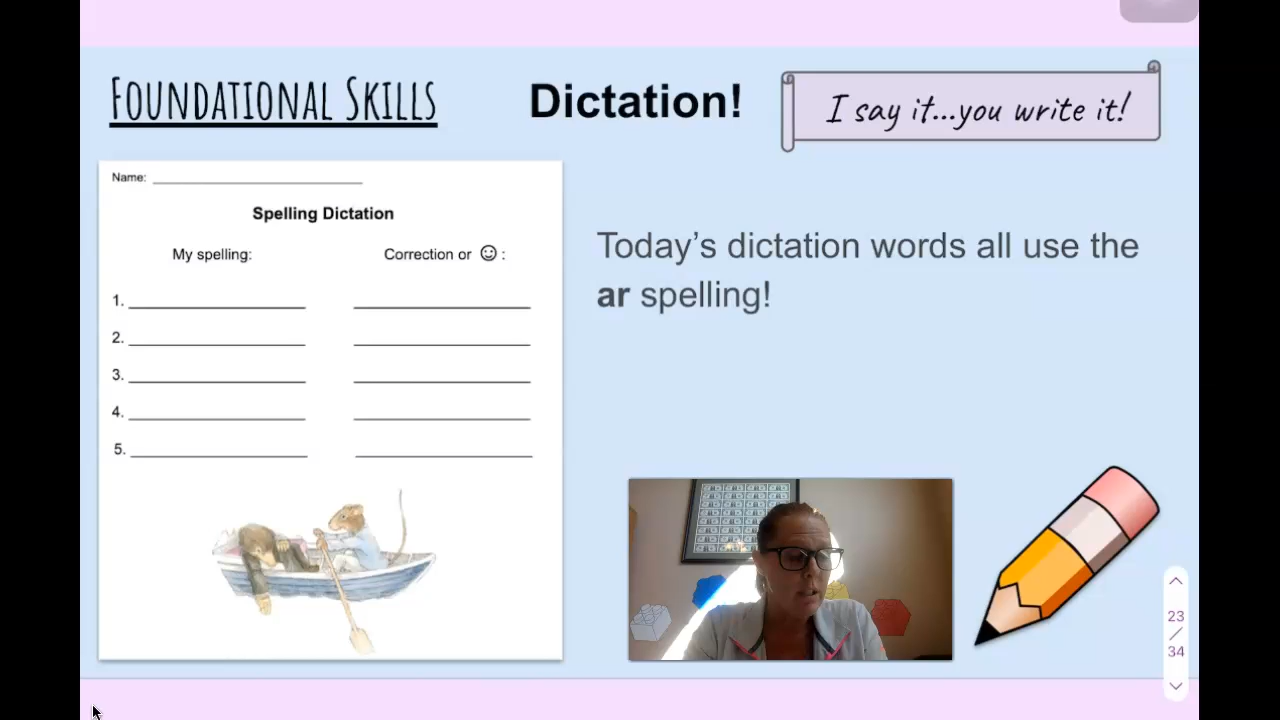 Foundational Skills
Dictation!
I say it...you write it!
Name:
Spelling Dictation
My spelling:
Correction or ☺ :
1.
2.
3.
4.
5.
Today's dictation words all use the
ar spelling!
23
/
34